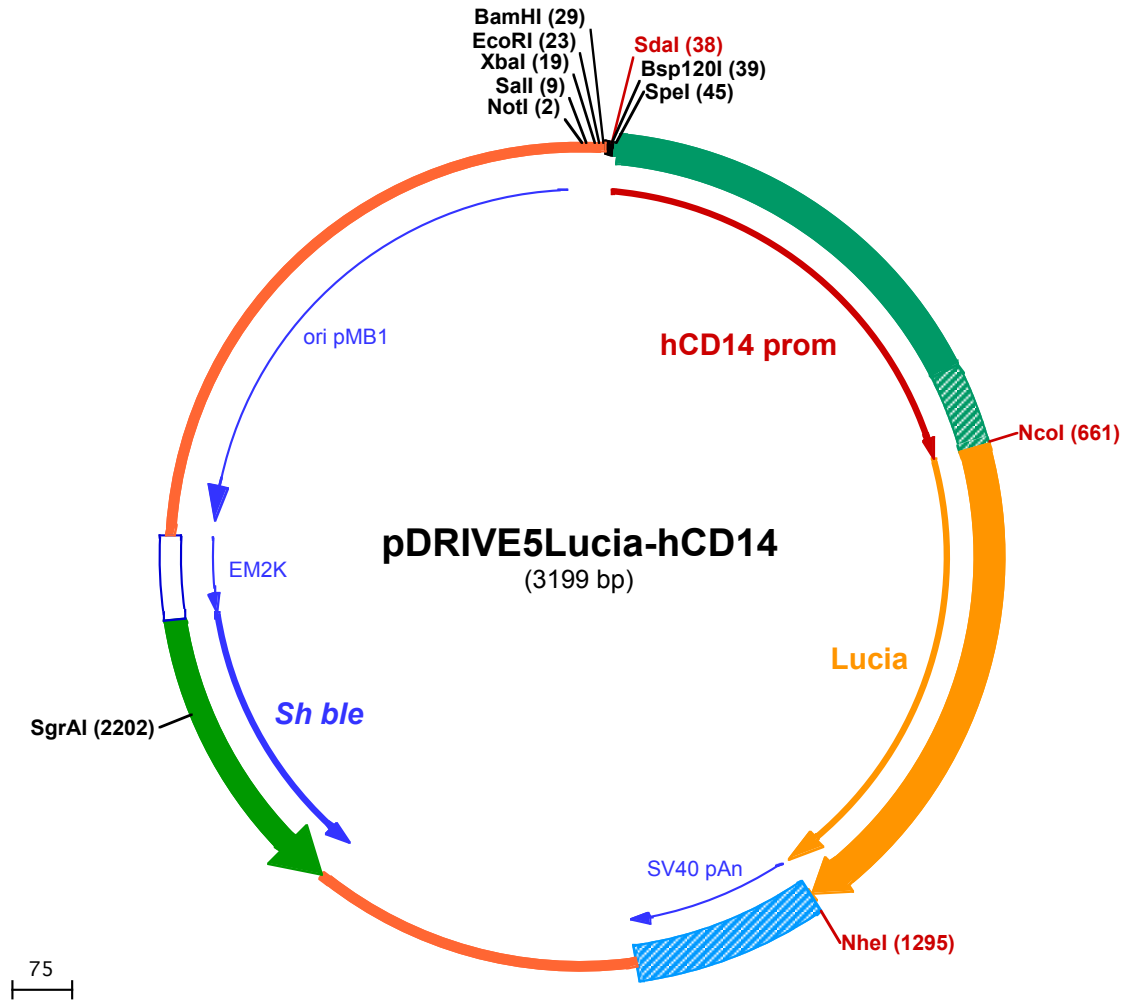 BamHI (29)
EcoRI (23)
XbaI (19)
SalI (9)
NotI (2)
SdaI (38)
Bsp120I (39)
SpeI (45)
ori pMB1
hCD14 prom
NcoI (661)
pDRIVE5Lucia-hCD14
(3199 bp)
EM2K
Lucia
Sh ble
SgrAI (2202)
SV40 pAn
NheI (1295)
75